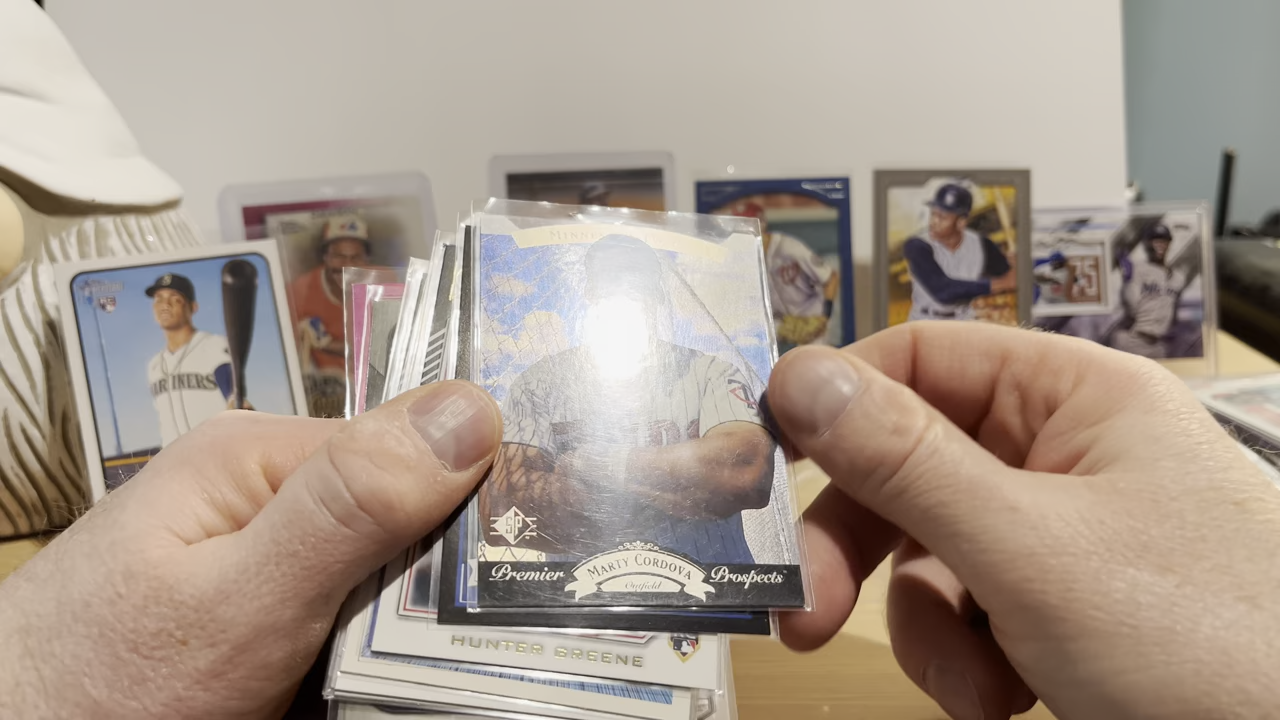 MINNE
MARINERS
SP
Premier
MARTY CORDOVA
Outfield
Prospects
HUNTER GREENE